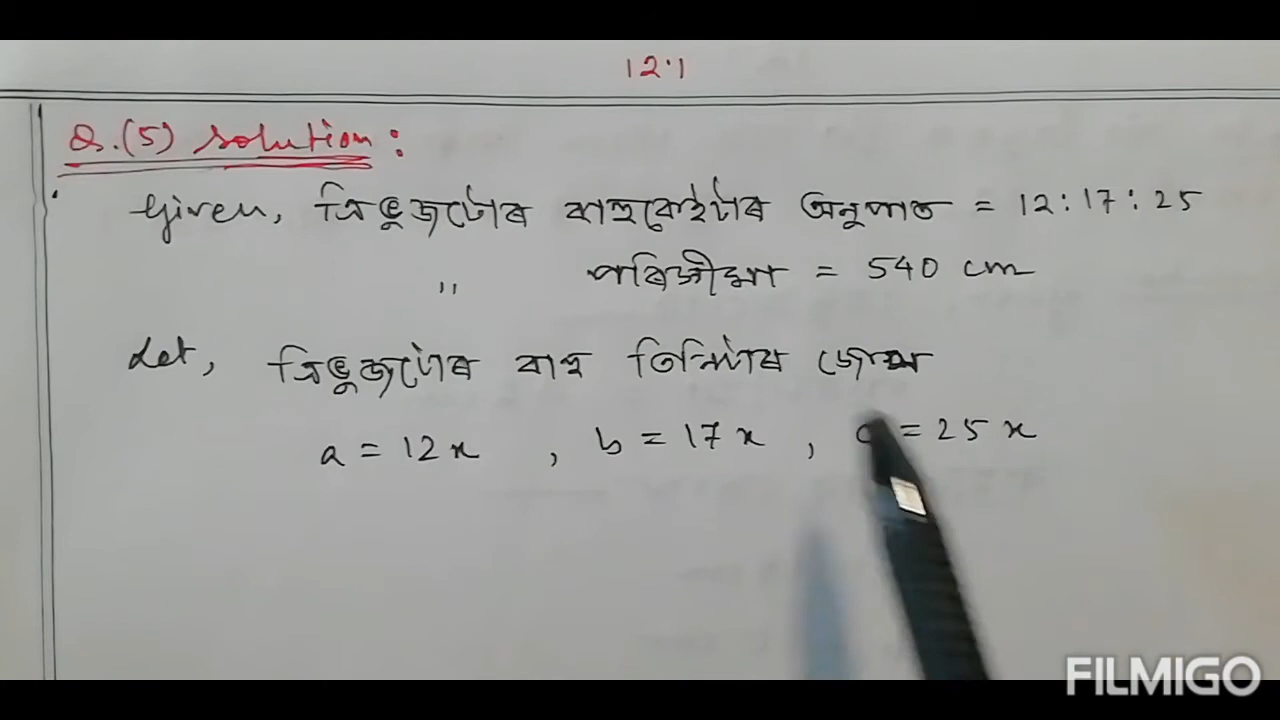 12.1
Q.(5) solution:
Given, ত্ৰিভুজটোৰ বাহুকেইটাৰ অনুপাত = 12:17:25
,, পৰিসীমা = 540 cm
Let, ত্ৰিভুজটোৰ বাহু তিনিটাৰ জোখ
a = 12x , b = 17x , c = 25x
FILMIGO